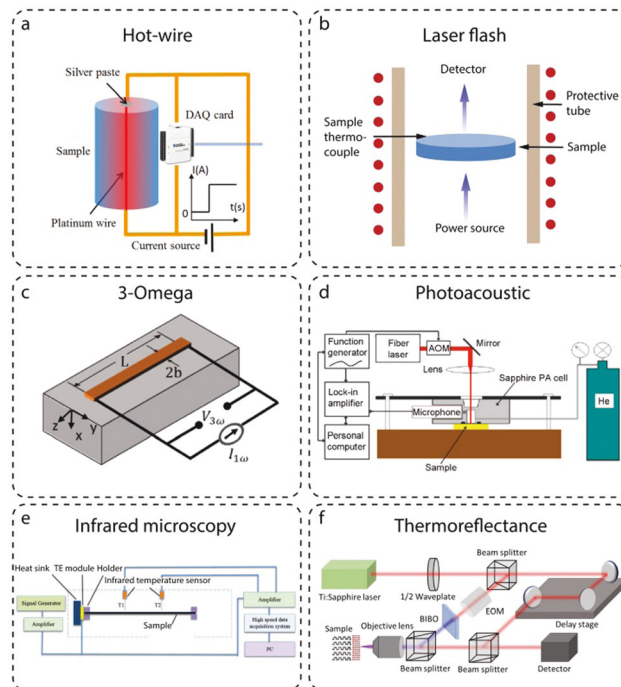 a
Hot-wire
Silver paste
DAQ card
Sample
I(A)
0
t(s)
Platinum wire
Current source
b
Laser flash
Detector
Protective
tube
Sample
thermo-
couple
Sample
Power source
c
3-Omega
L
2b
z
x
y
V3ω
I1ω
d
Photoacoustic
Function
generator
Fiber
laser
AOM
Mirror
Lens
Sapphire PA cell
Lock-in
amplifier
Microphone
He
Personal
computer
Sample
e
Infrared microscopy
Heat sink
TE module
Holder
Infrared temperature sensor
T1
T2
Signal Generator
Amplifier
Sample
Amplifier
High speed data
acquisition system
PC
f
Thermoreflectance
Beam splitter
Ti:Sapphire laser
1/2 Waveplate
EOM
BIBO
Delay stage
Sample
Objective lens
Beam splitter
Beam splitter
Detector